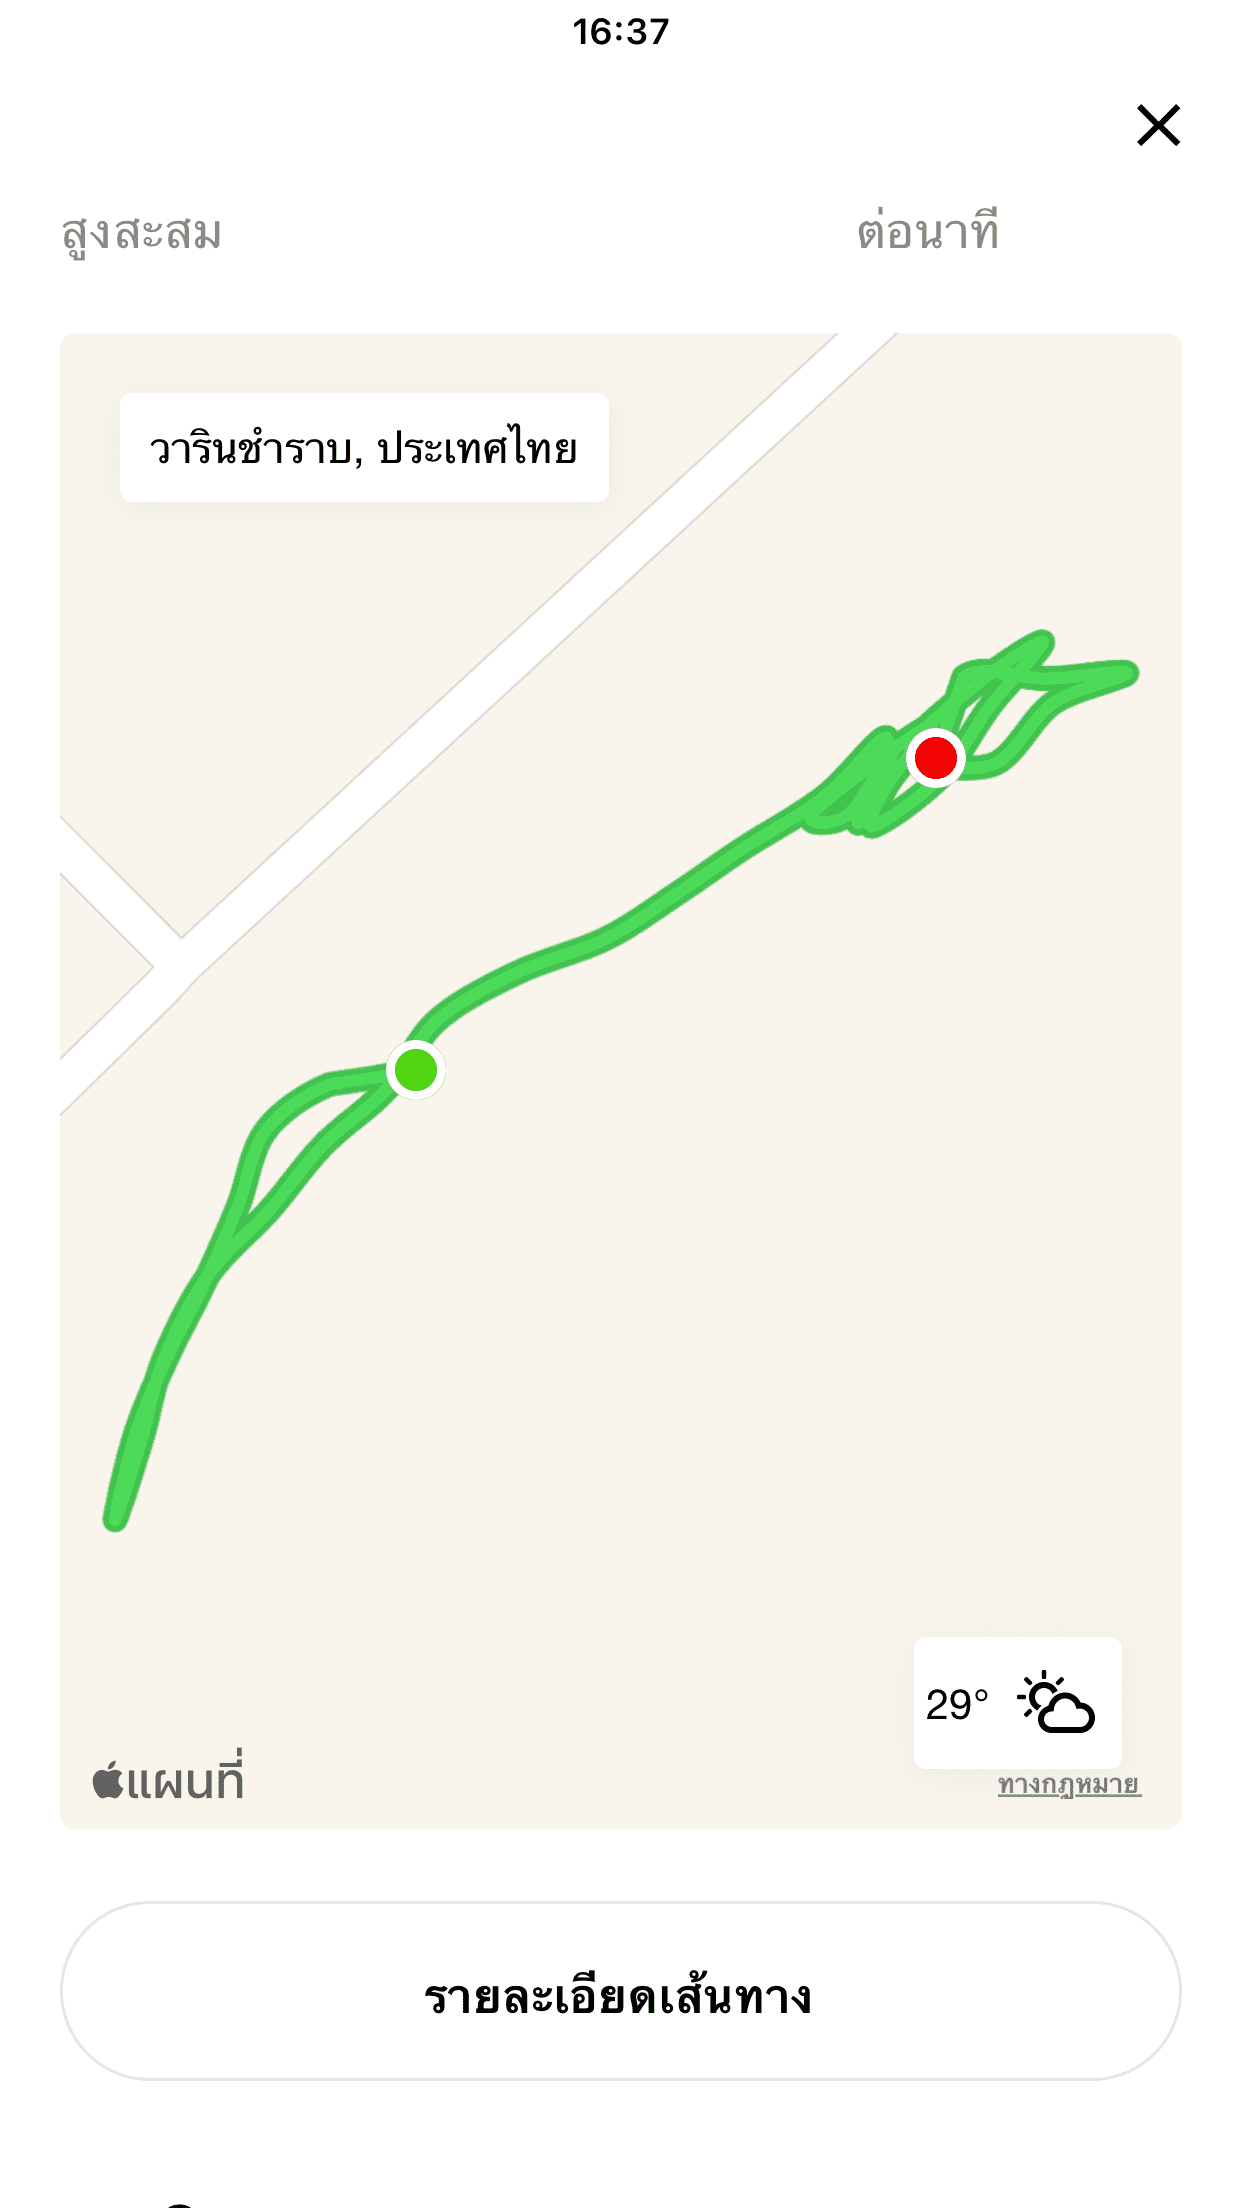 16:37
สูงสะสม
ต่อนาที
วารินชำราบ, ประเทศไทย
29°
แผนที่
ทางกฎหมาย
รายละเอียดเส้นทาง